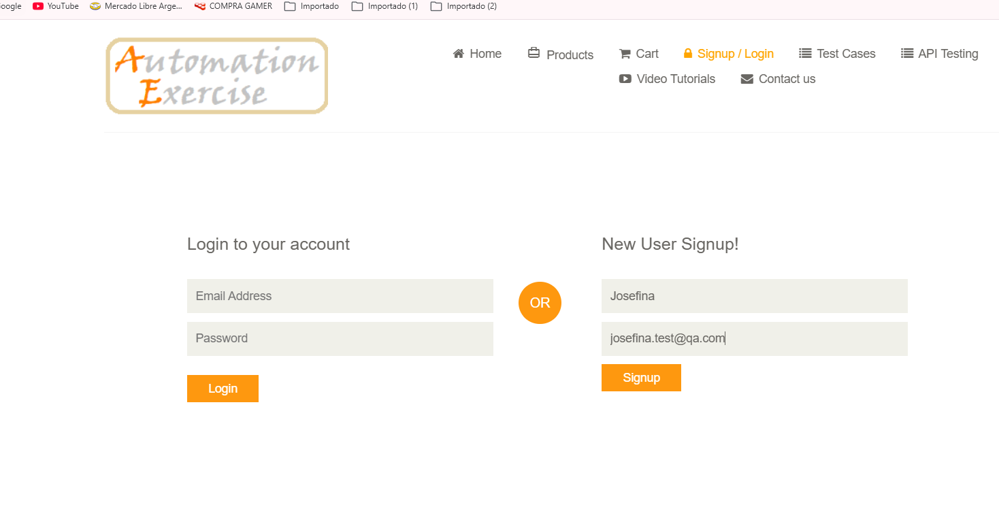 oogle YouTube Mercado Libre Arge... COMPRA GAMER Importado Importado (1) Importado (2)
Automation
Exercise
Home Products Cart Signup / Login Test Cases API Testing
Video Tutorials Contact us
Login to your account
Email Address
Password
Login
OR
New User Signup!
Josefina
josefina.test@qa.com
Signup